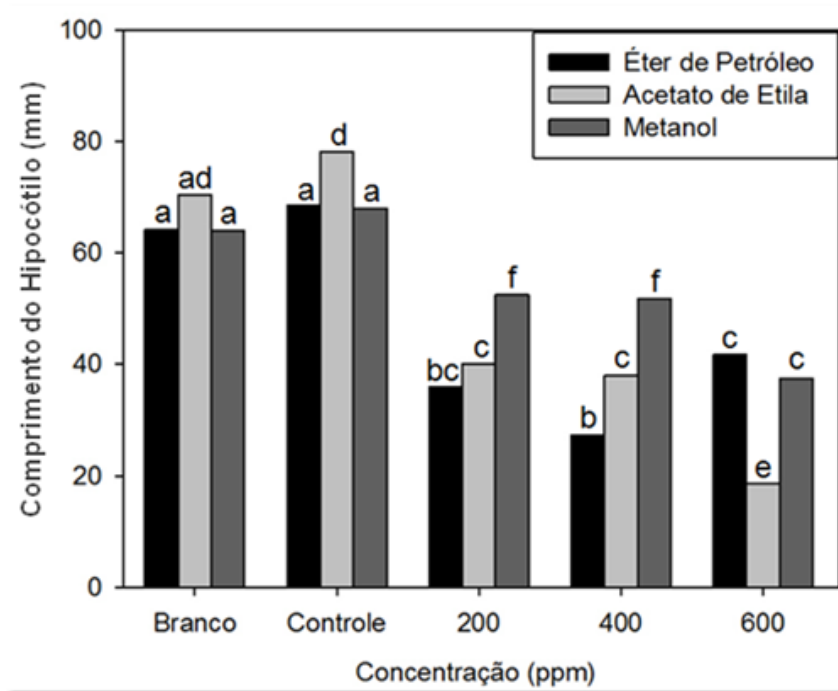 Comprimento do Hipocótilo (mm)
100
80
60
40
20
0
Éter de Petróleo
Acetato de Etila
Metanol
a ad a
a d a
bc c f
b c f
c e c
Branco Controle 200 400 600
Concentração (ppm)